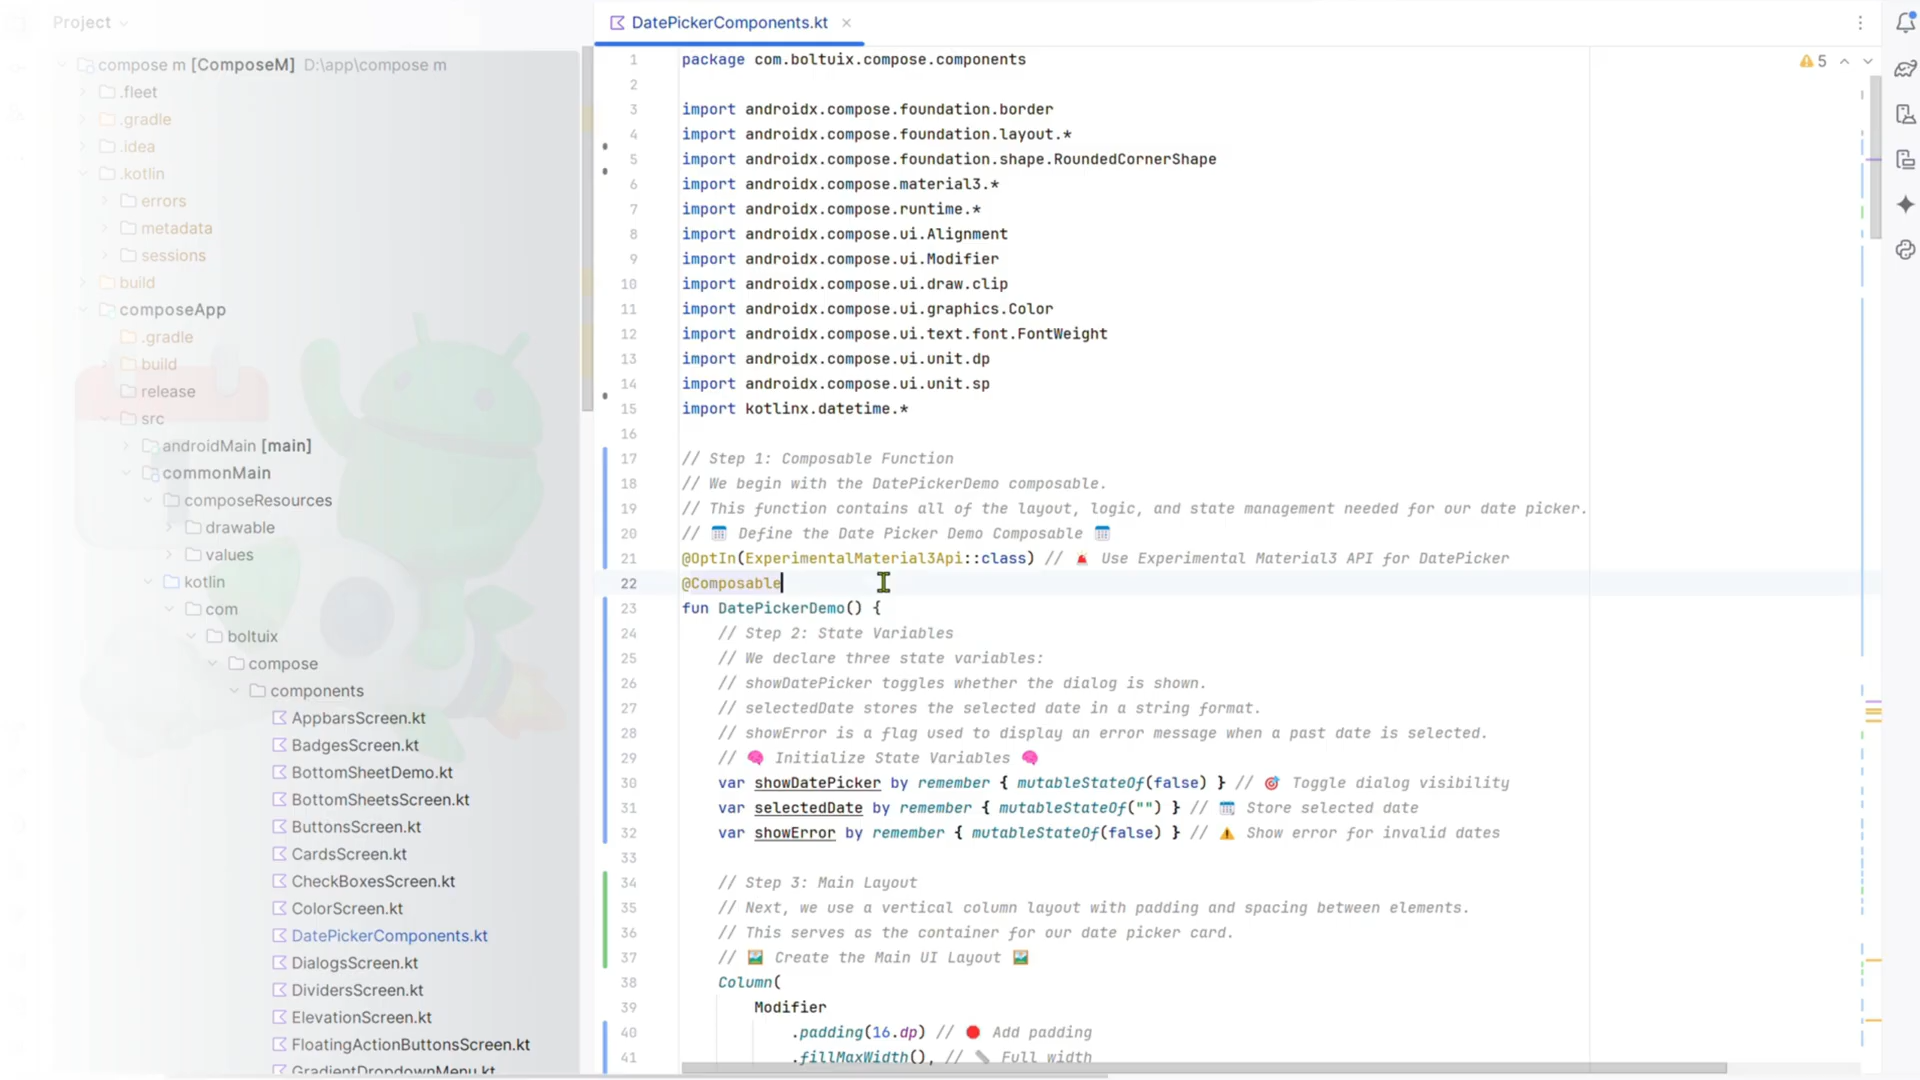 Project
compose m [ComposeM] D:\app\compose m
.fleet
.gradle
.idea
.kotlin
errors
metadata
sessions
build
composeApp
.gradle
build
release
src
androidMain [main]
commonMain
composeResources
drawable
values
kotlin
com
boltuix
compose
components
AppbarsScreen.kt
BadgesScreen.kt
BottomSheetDemo.kt
BottomSheetsScreen.kt
ButtonsScreen.kt
CardsScreen.kt
CheckBoxesScreen.kt
ColorScreen.kt
DatePickerComponents.kt
DialogsScreen.kt
DividersScreen.kt
ElevationScreen.kt
FloatingActionButtonsScreen.kt
GradientDropdownMenu.kt
DatePickerComponents.kt
5
1 package com.boltuix.compose.components
2
3 import androidx.compose.foundation.border
4 import androidx.compose.foundation.layout.*
5 import androidx.compose.foundation.shape.RoundedCornerShape
6 import androidx.compose.material3.*
7 import androidx.compose.runtime.*
8 import androidx.compose.ui.Alignment
9 import androidx.compose.ui.Modifier
10 import androidx.compose.ui.draw.clip
11 import androidx.compose.ui.graphics.Color
12 import androidx.compose.ui.text.font.FontWeight
13 import androidx.compose.ui.unit.dp
14 import androidx.compose.ui.unit.sp
15 import kotlinx.datetime.*
16
17 // Step 1: Composable Function
18 // We begin with the DatePickerDemo composable.
19 // This function contains all of the layout, logic, and state management needed for our date picker.
20 // 📅 Define the Date Picker Demo Composable 📅
21 @OptIn(ExperimentalMaterial3Api::class) // 🚨 Use Experimental Material3 API for DatePicker
22 @Composable
23 fun DatePickerDemo() {
24 // Step 2: State Variables
25 // We declare three state variables:
26 // showDatePicker toggles whether the dialog is shown.
27 // selectedDate stores the selected date in a string format.
28 // showError is a flag used to display an error message when a past date is selected.
29 // 🧠 Initialize State Variables 🧠
30 var showDatePicker by remember { mutableStateOf(false) } // 🎯 Toggle dialog visibility
31 var selectedDate by remember { mutableStateOf("") } // 📆 Store selected date
32 var showError by remember { mutableStateOf(false) } // ⚠️ Show error for invalid dates
33
34 // Step 3: Main Layout
35 // Next, we use a vertical column layout with padding and spacing between elements.
36 // This serves as the container for our date picker card.
37 // 🖼️ Create the Main UI Layout 🖼️
38 Column(
39 Modifier
40 .padding(16.dp) // 🛑 Add padding
41 .fillMaxWidth(), // 📏 Full width